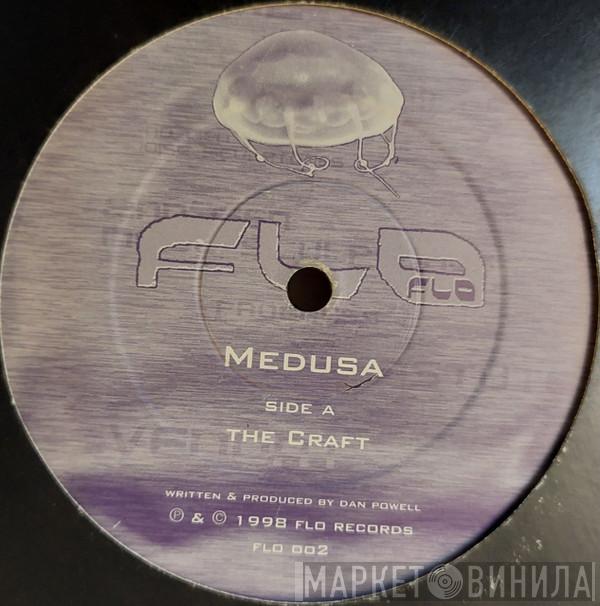 FLO
FLO
MEDUSA
SIDE A
THE CRAFT
WRITTEN & PRODUCED BY DAN POWELL
℗ & © 1998 FLO RECORDS
FLO 002
МАРКЕТ ВИНИЛА